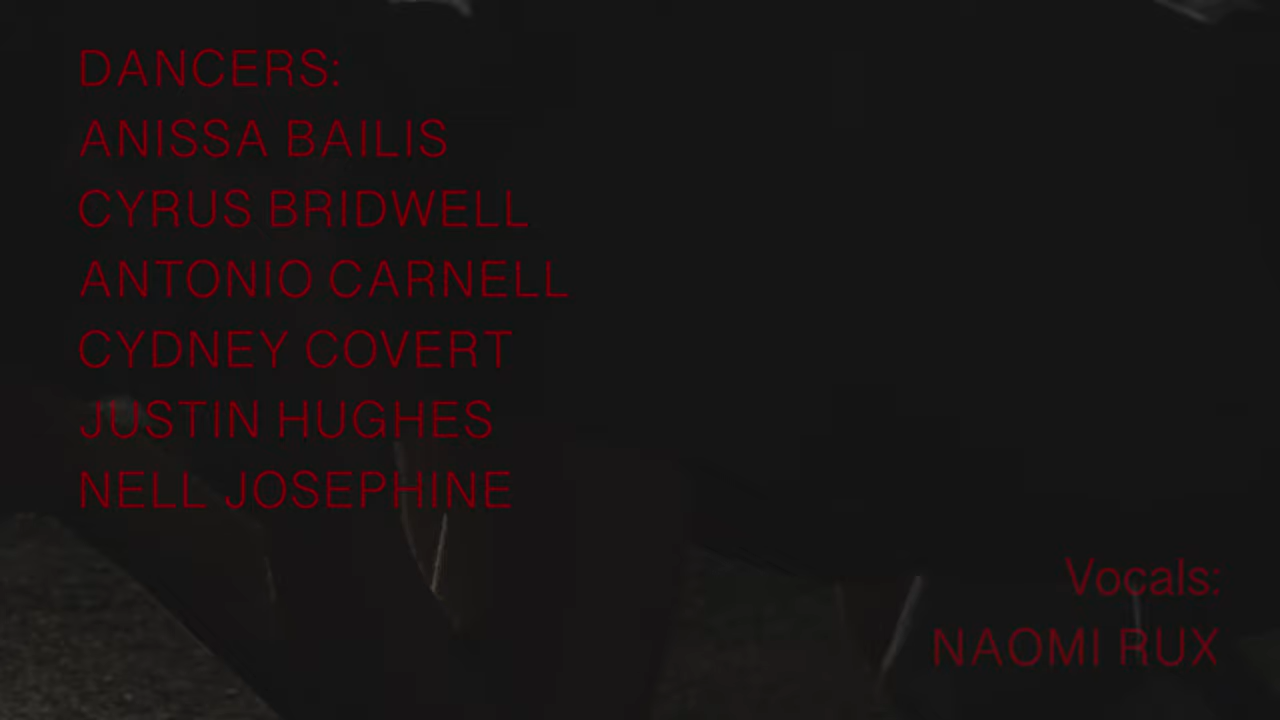 DANCERS:
ANISSA BAILIS
CYRUS BRIDWELL
ANTONIO CARNELL
CYDNEY COVERT
JUSTIN HUGHES
NELL JOSEPHINE
Vocals:
NAOMI RUX